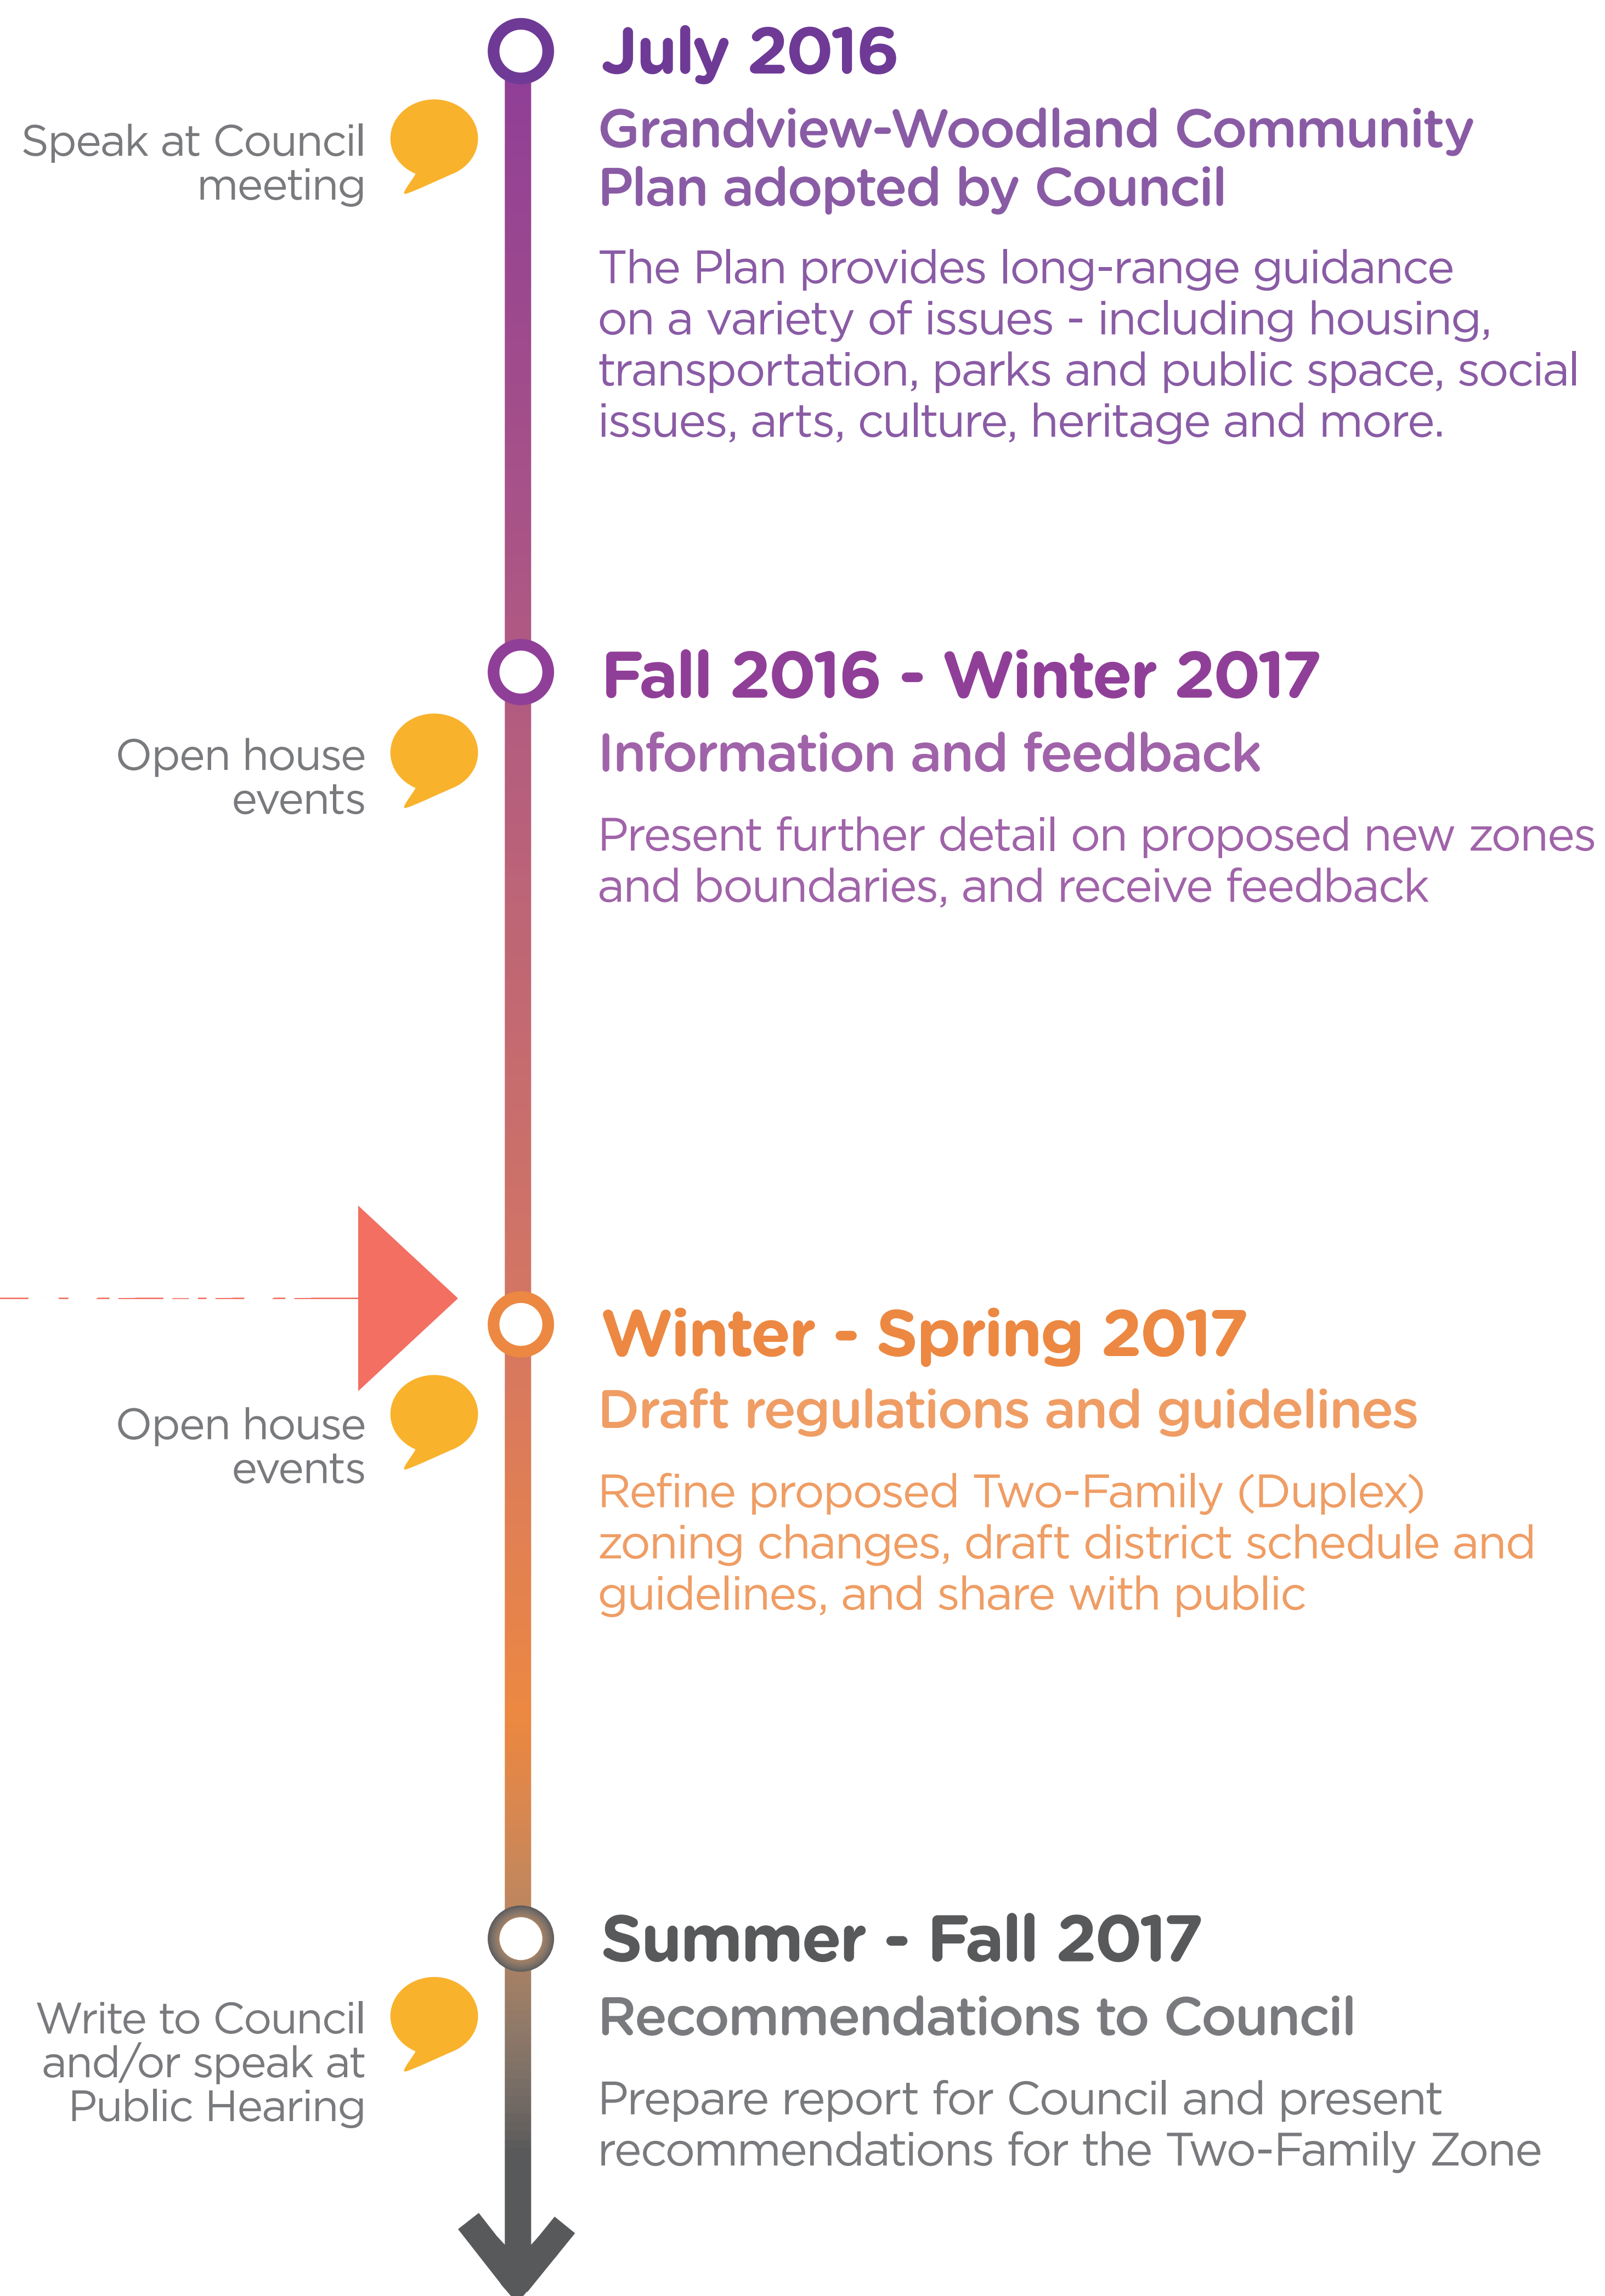 July 2016
Speak at Council
meeting
Grandview-Woodland Community
Plan adopted by Council
The Plan provides long-range guidance
on a variety of issues - including housing,
transportation, parks and public space, social
issues, arts, culture, heritage and more.
Fall 2016 - Winter 2017
Open house
events
Information and feedback
Present further detail on proposed new zones
and boundaries, and receive feedback
Winter - Spring 2017
Open house
events
Draft regulations and guidelines
Refine proposed Two-Family (Duplex)
zoning changes, draft district schedule and
guidelines, and share with public
Summer - Fall 2017
Write to Council
and/or speak at
Public Hearing
Recommendations to Council
Prepare report for Council and present
recommendations for the Two-Family Zone